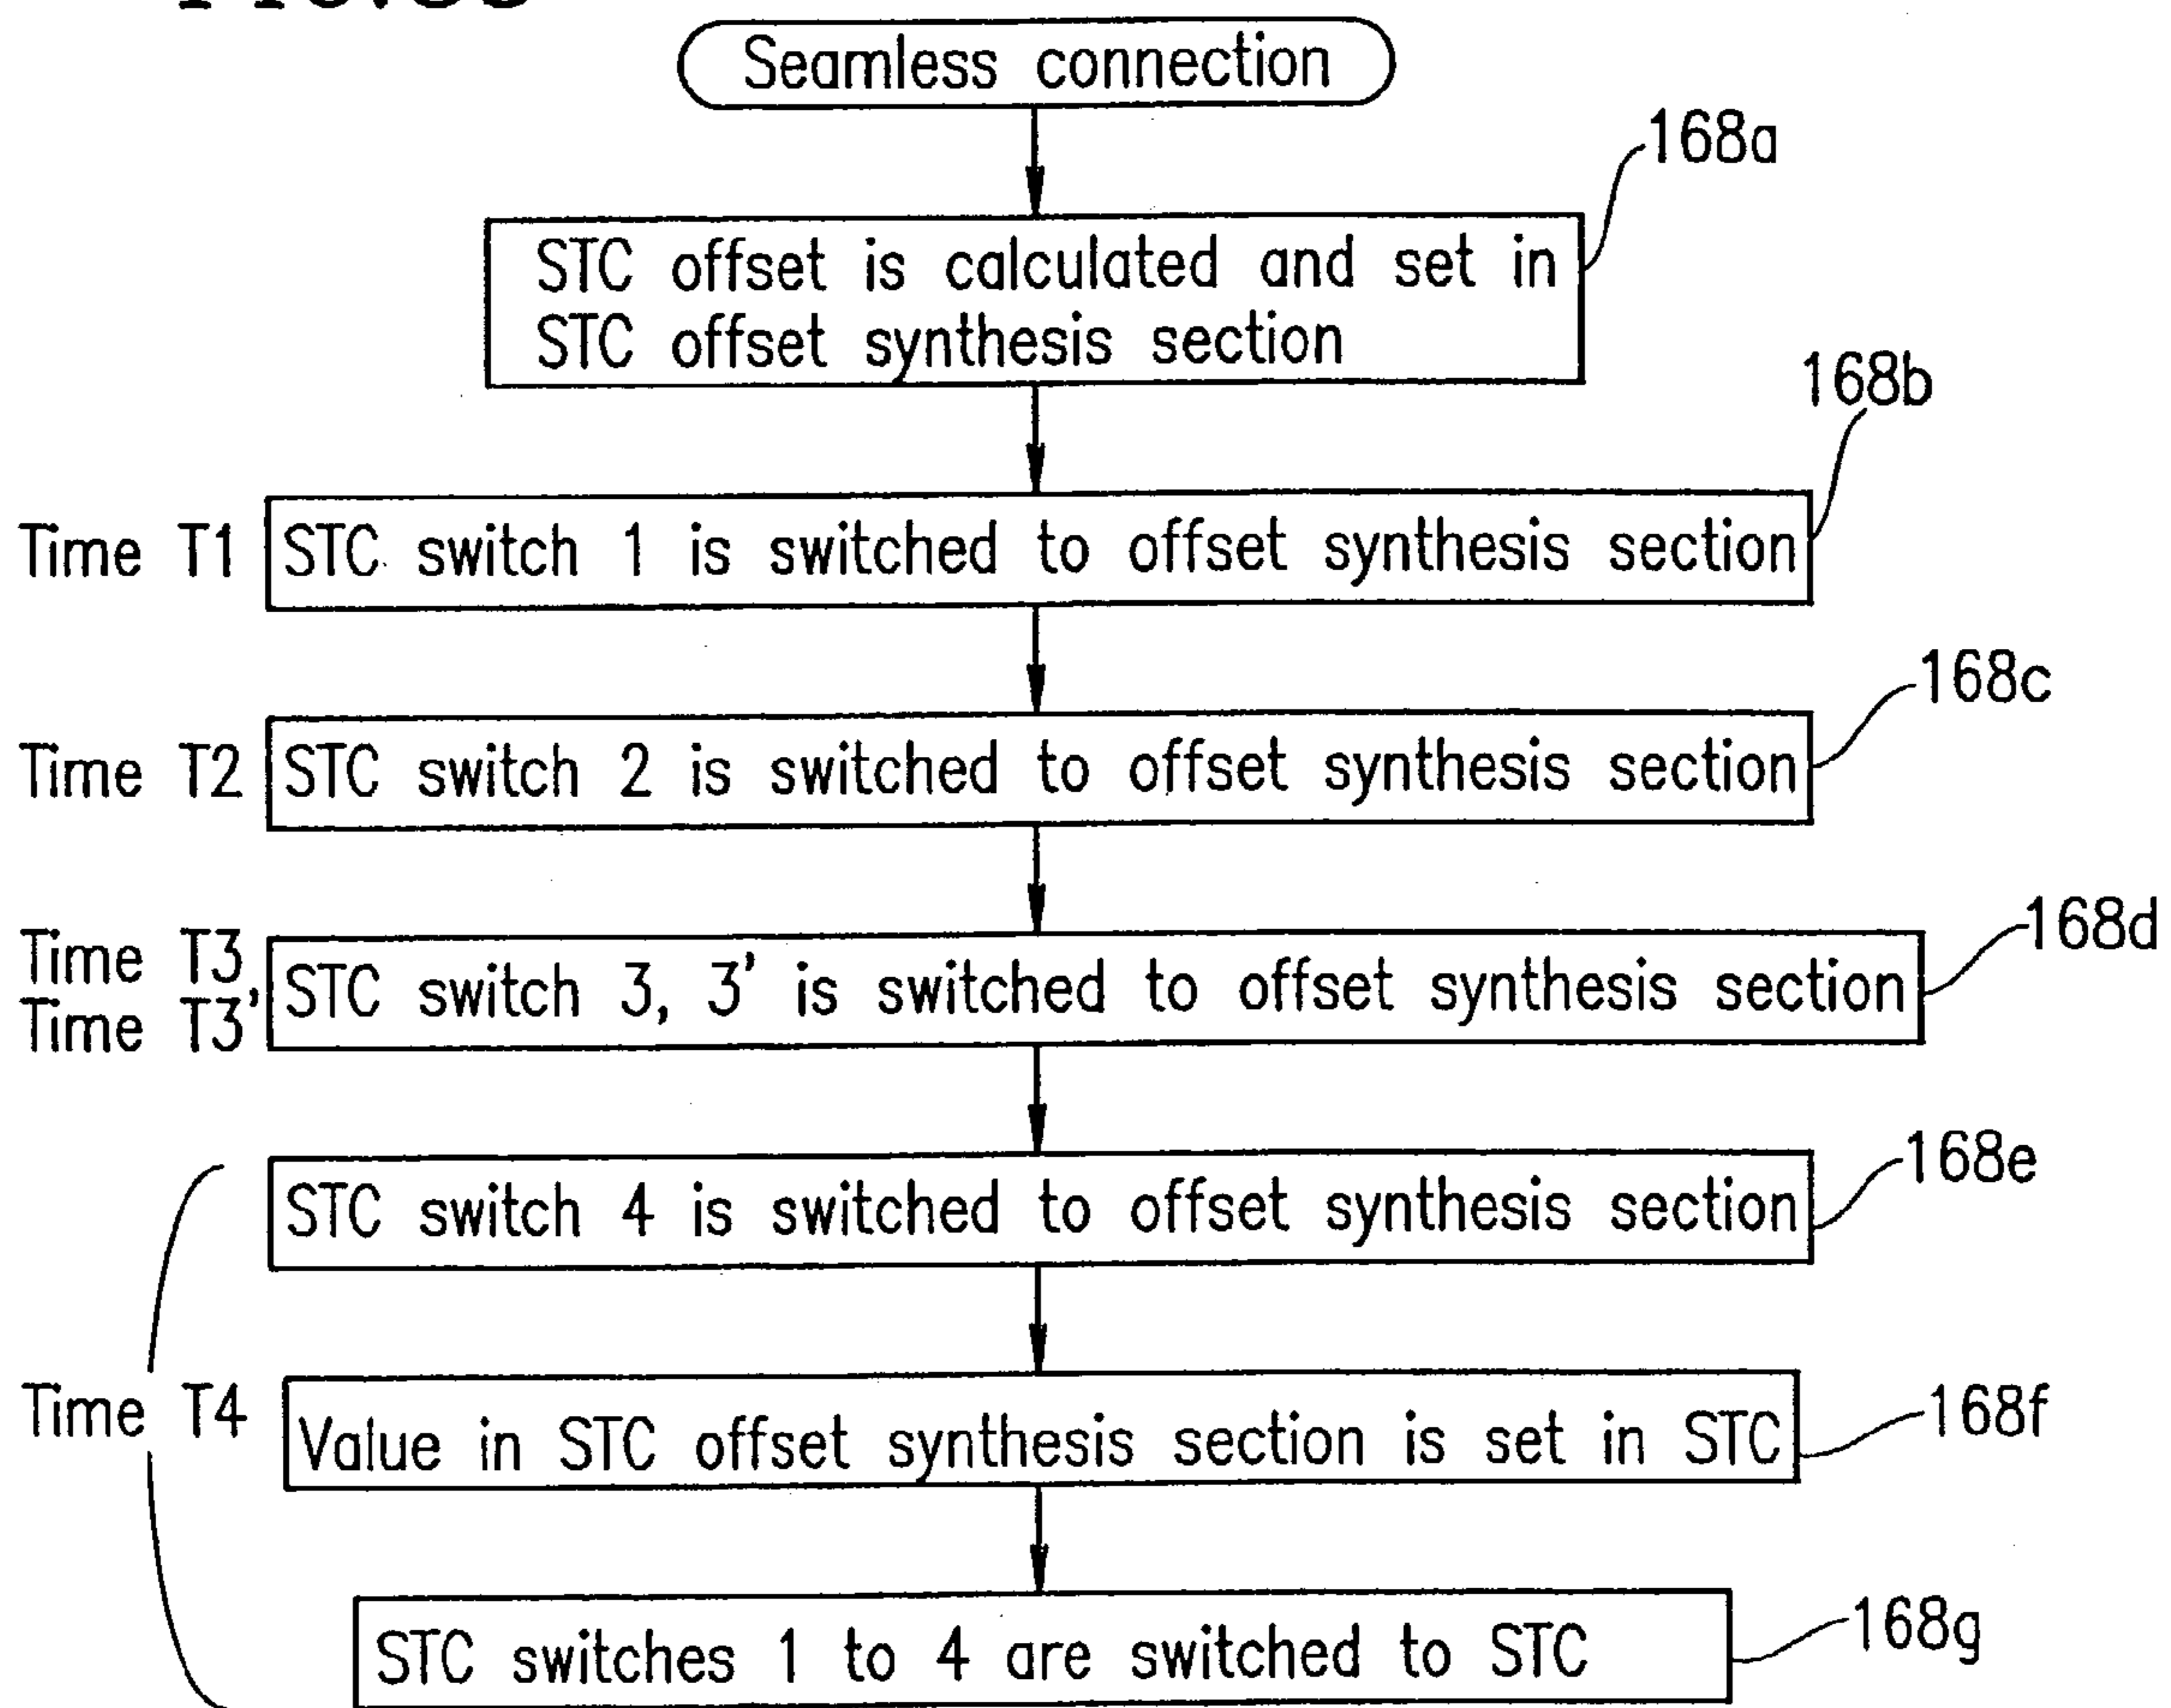 Seamless connection
168a
STC offset is calculated and set in
STC offset synthesis section
168b
Time T1
STC switch 1 is switched to offset synthesis section
168c
Time T2
STC switch 2 is switched to offset synthesis section
168d
Time T3,
Time T3'
STC switch 3, 3' is switched to offset synthesis section
168e
STC switch 4 is switched to offset synthesis section
Time T4
168f
Value in STC offset synthesis section is set in STC
168g
STC switches 1 to 4 are switched to STC